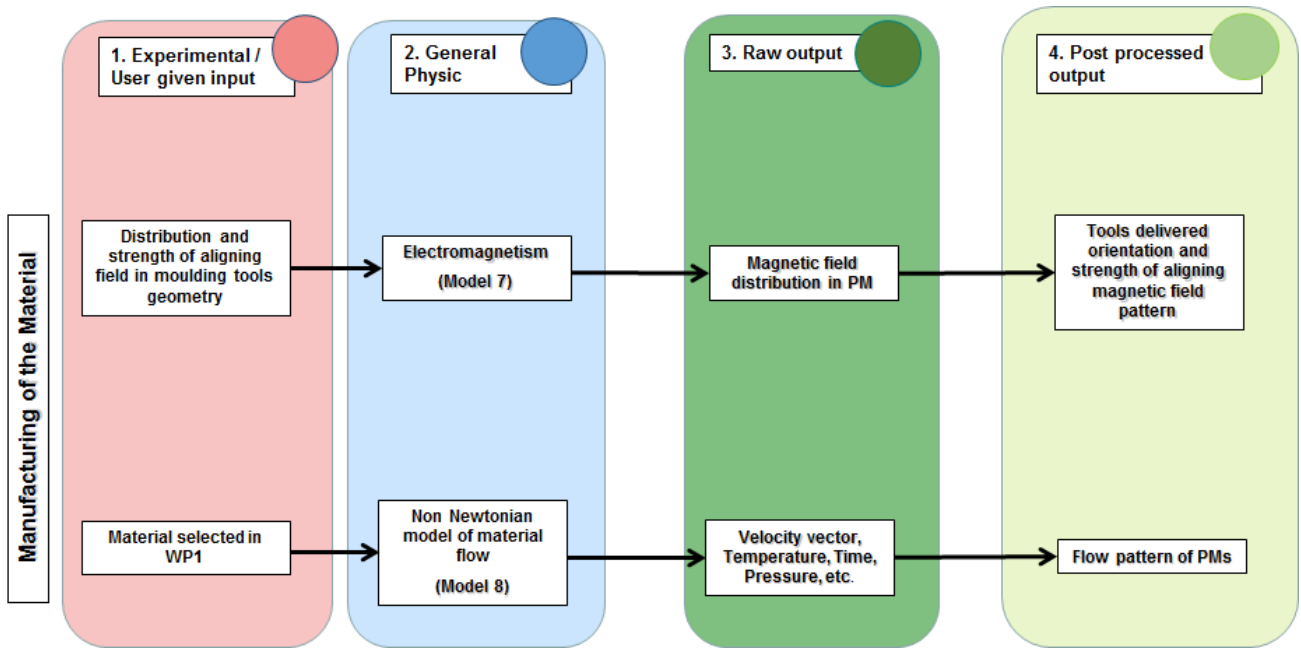 1. Experimental /
User given input
2. General
Physic
3. Raw output
4. Post processed
output
Manufacturing of the Material
Distribution and
strength of aligning
field in moulding tools
geometry
Electromagnetism
(Model 7)
Magnetic field
distribution in PM
Tools delivered
orientation and
strength of aligning
magnetic field
pattern
Material selected in
WP1
Non Newtonian
model of material
flow
(Model 8)
Velocity vector,
Temperature, Time,
Pressure, etc.
Flow pattern of PMs